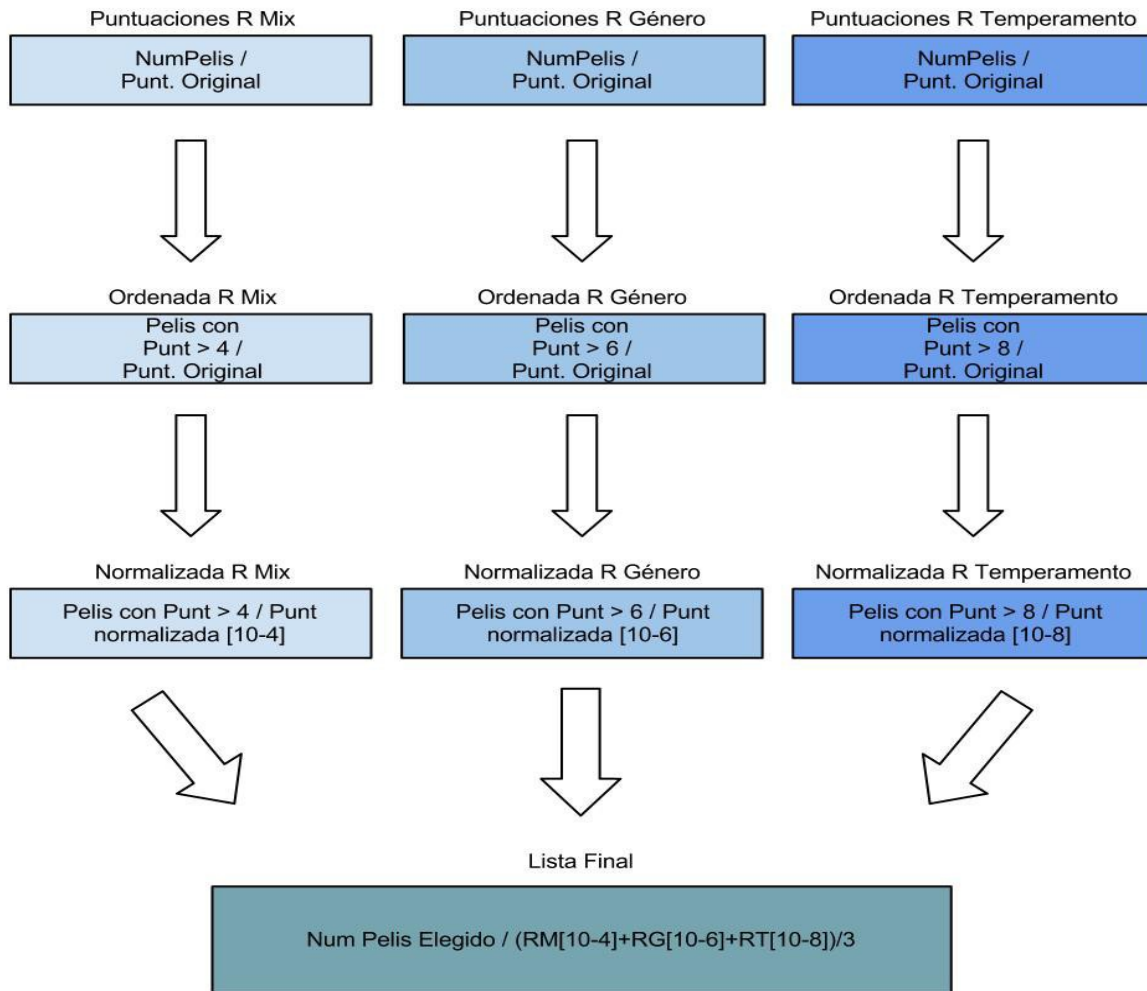 Puntuaciones R Mix
NumPelis /
Punt. Original
Puntuaciones R Género
NumPelis /
Punt. Original
Puntuaciones R Temperamento
NumPelis /
Punt. Original
Ordenada R Mix
Pelis con
Punt > 4 /
Punt. Original
Ordenada R Género
Pelis con
Punt > 6 /
Punt. Original
Ordenada R Temperamento
Pelis con
Punt > 8 /
Punt. Original
Normalizada R Mix
Pelis con Punt > 4 / Punt
normalizada [10-4]
Normalizada R Género
Pelis con Punt > 6 / Punt
normalizada [10-6]
Normalizada R Temperamento
Pelis con Punt > 8 / Punt
normalizada [10-8]
Lista Final
Num Pelis Elegido / (RM[10-4]+RG[10-6]+RT[10-8])/3